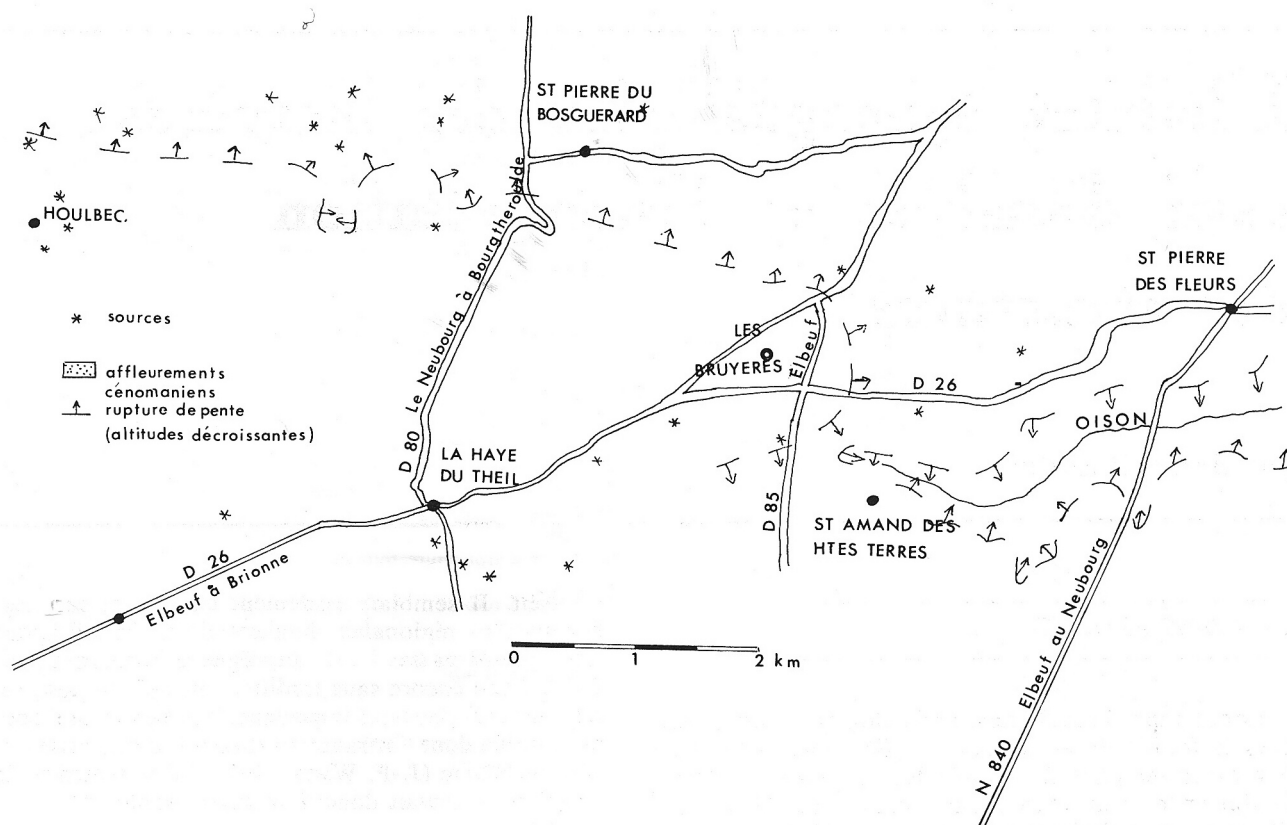 ST PIERRE DU
BOSGUERARD
HOULBEC.
D 80 Le Neubourg à Bourgtheroulde
ST PIERRE
DES FLEURS
* sources
affleurements
cénomaniens
rupture de pente
(altitudes décroissantes)
LES
BRUYERES
Elbeuf
D 26
OISON
LA HAYE
DU THEIL
D 85
ST AMAND DES
HTES TERRES
D 26
Elbeuf à Brionne
0 1 2 km
N 840 Elbeuf au Neubourg